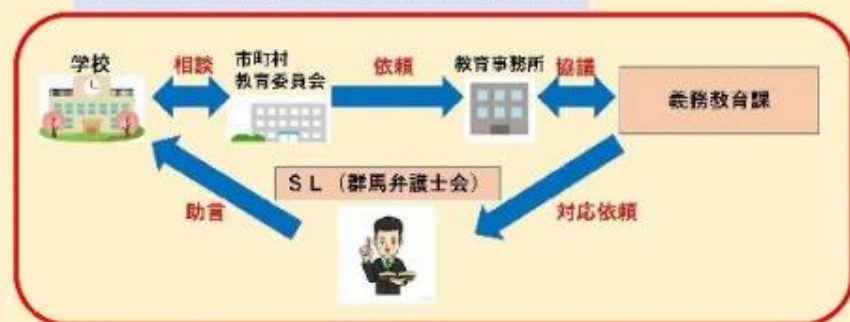 学校
相談
市町村
教育委員会
依頼
教育事務所
協議
義務教育課
SL（群馬弁護士会）
助言
対応依頼